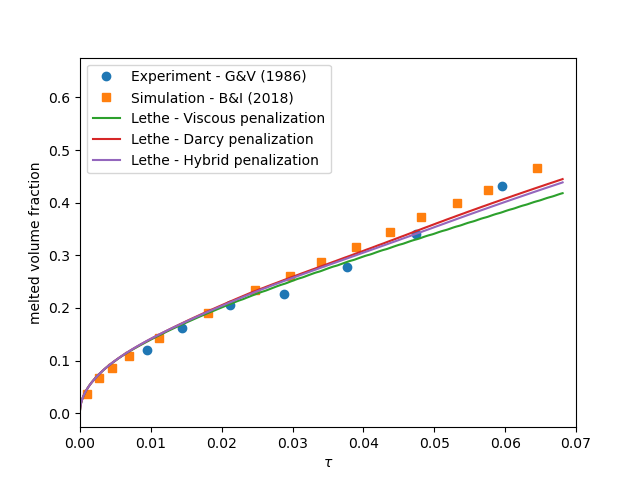 Experiment - G&V (1986)
Simulation - B&I (2018)
Lethe - Viscous penalization
Lethe - Darcy penalization
Lethe - Hybrid penalization
melted volume fraction
0.6
0.5
0.4
0.3
0.2
0.1
0.0
0.00 0.01 0.02 0.03 0.04 0.05 0.06 0.07
τ